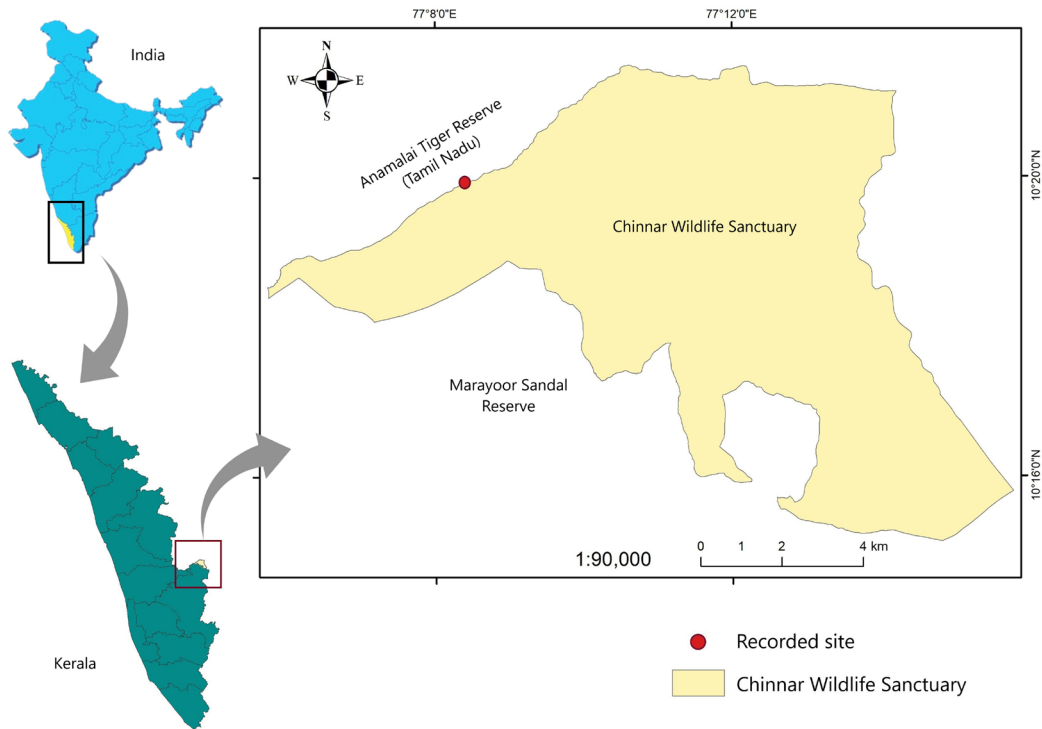 77°8'0"E
77°12'0"E
India
N
W
E
S
Anamalai Tiger Reserve
(Tamil Nadu)
10°20'0"N
Chinnar Wildlife Sanctuary
Marayoor Sandal
Reserve
10°16'0"N
1:90,000
0 1 2 4 km
Kerala
Recorded site
Chinnar Wildlife Sanctuary